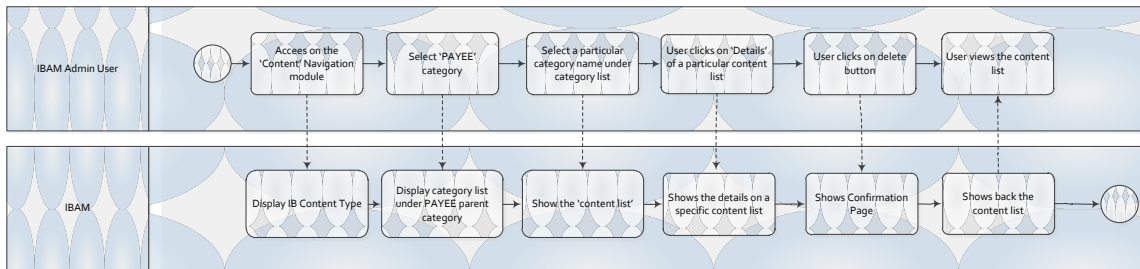 IBAM Admin User
Accees on the
'Content' Navigation
module
Select 'PAYEE'
category
Select a particular
category name under
category list
User clicks on 'Details'
of a particular content
list
User clicks on delete
button
User views the content
list
IBAM
Display IB Content Type
Display category list
under PAYEE parent
category
Show the 'content list'
Shows the details on a
specific content list
Shows Confirmation
Page
Shows back the
content list